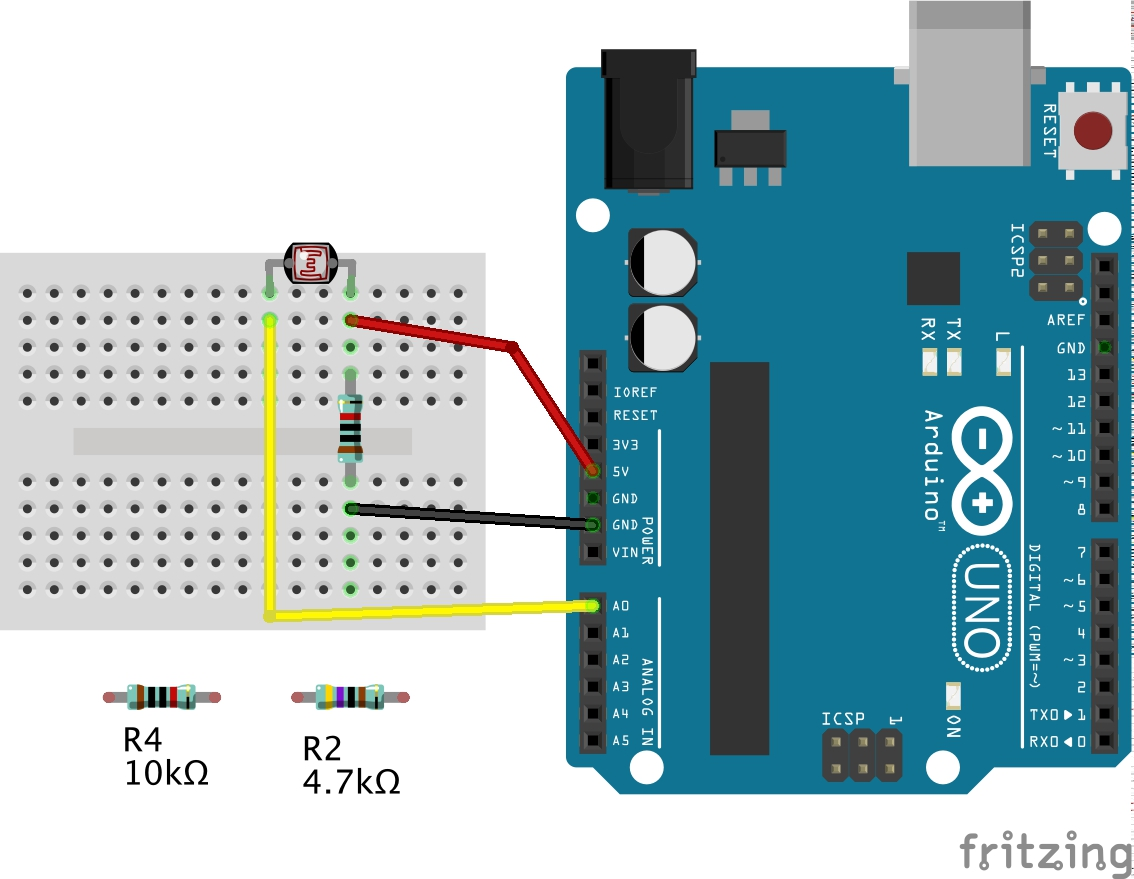 RESET
ICSP2
AREF
GND
13
12
~11
~10
~9
8
7
~6
~5
4
~3
2
TX0▶1
RX0◀0
RX
TX
L
IOREF
RESET
3V3
5V
GND
GND
VIN
POWER
A0
A1
A2
A3
A4
A5
ANALOG IN
Arduino™
UNO
DIGITAL (PWM=~)
ON
ICSP
1
R4
10kΩ
R2
4.7kΩ
fritzing